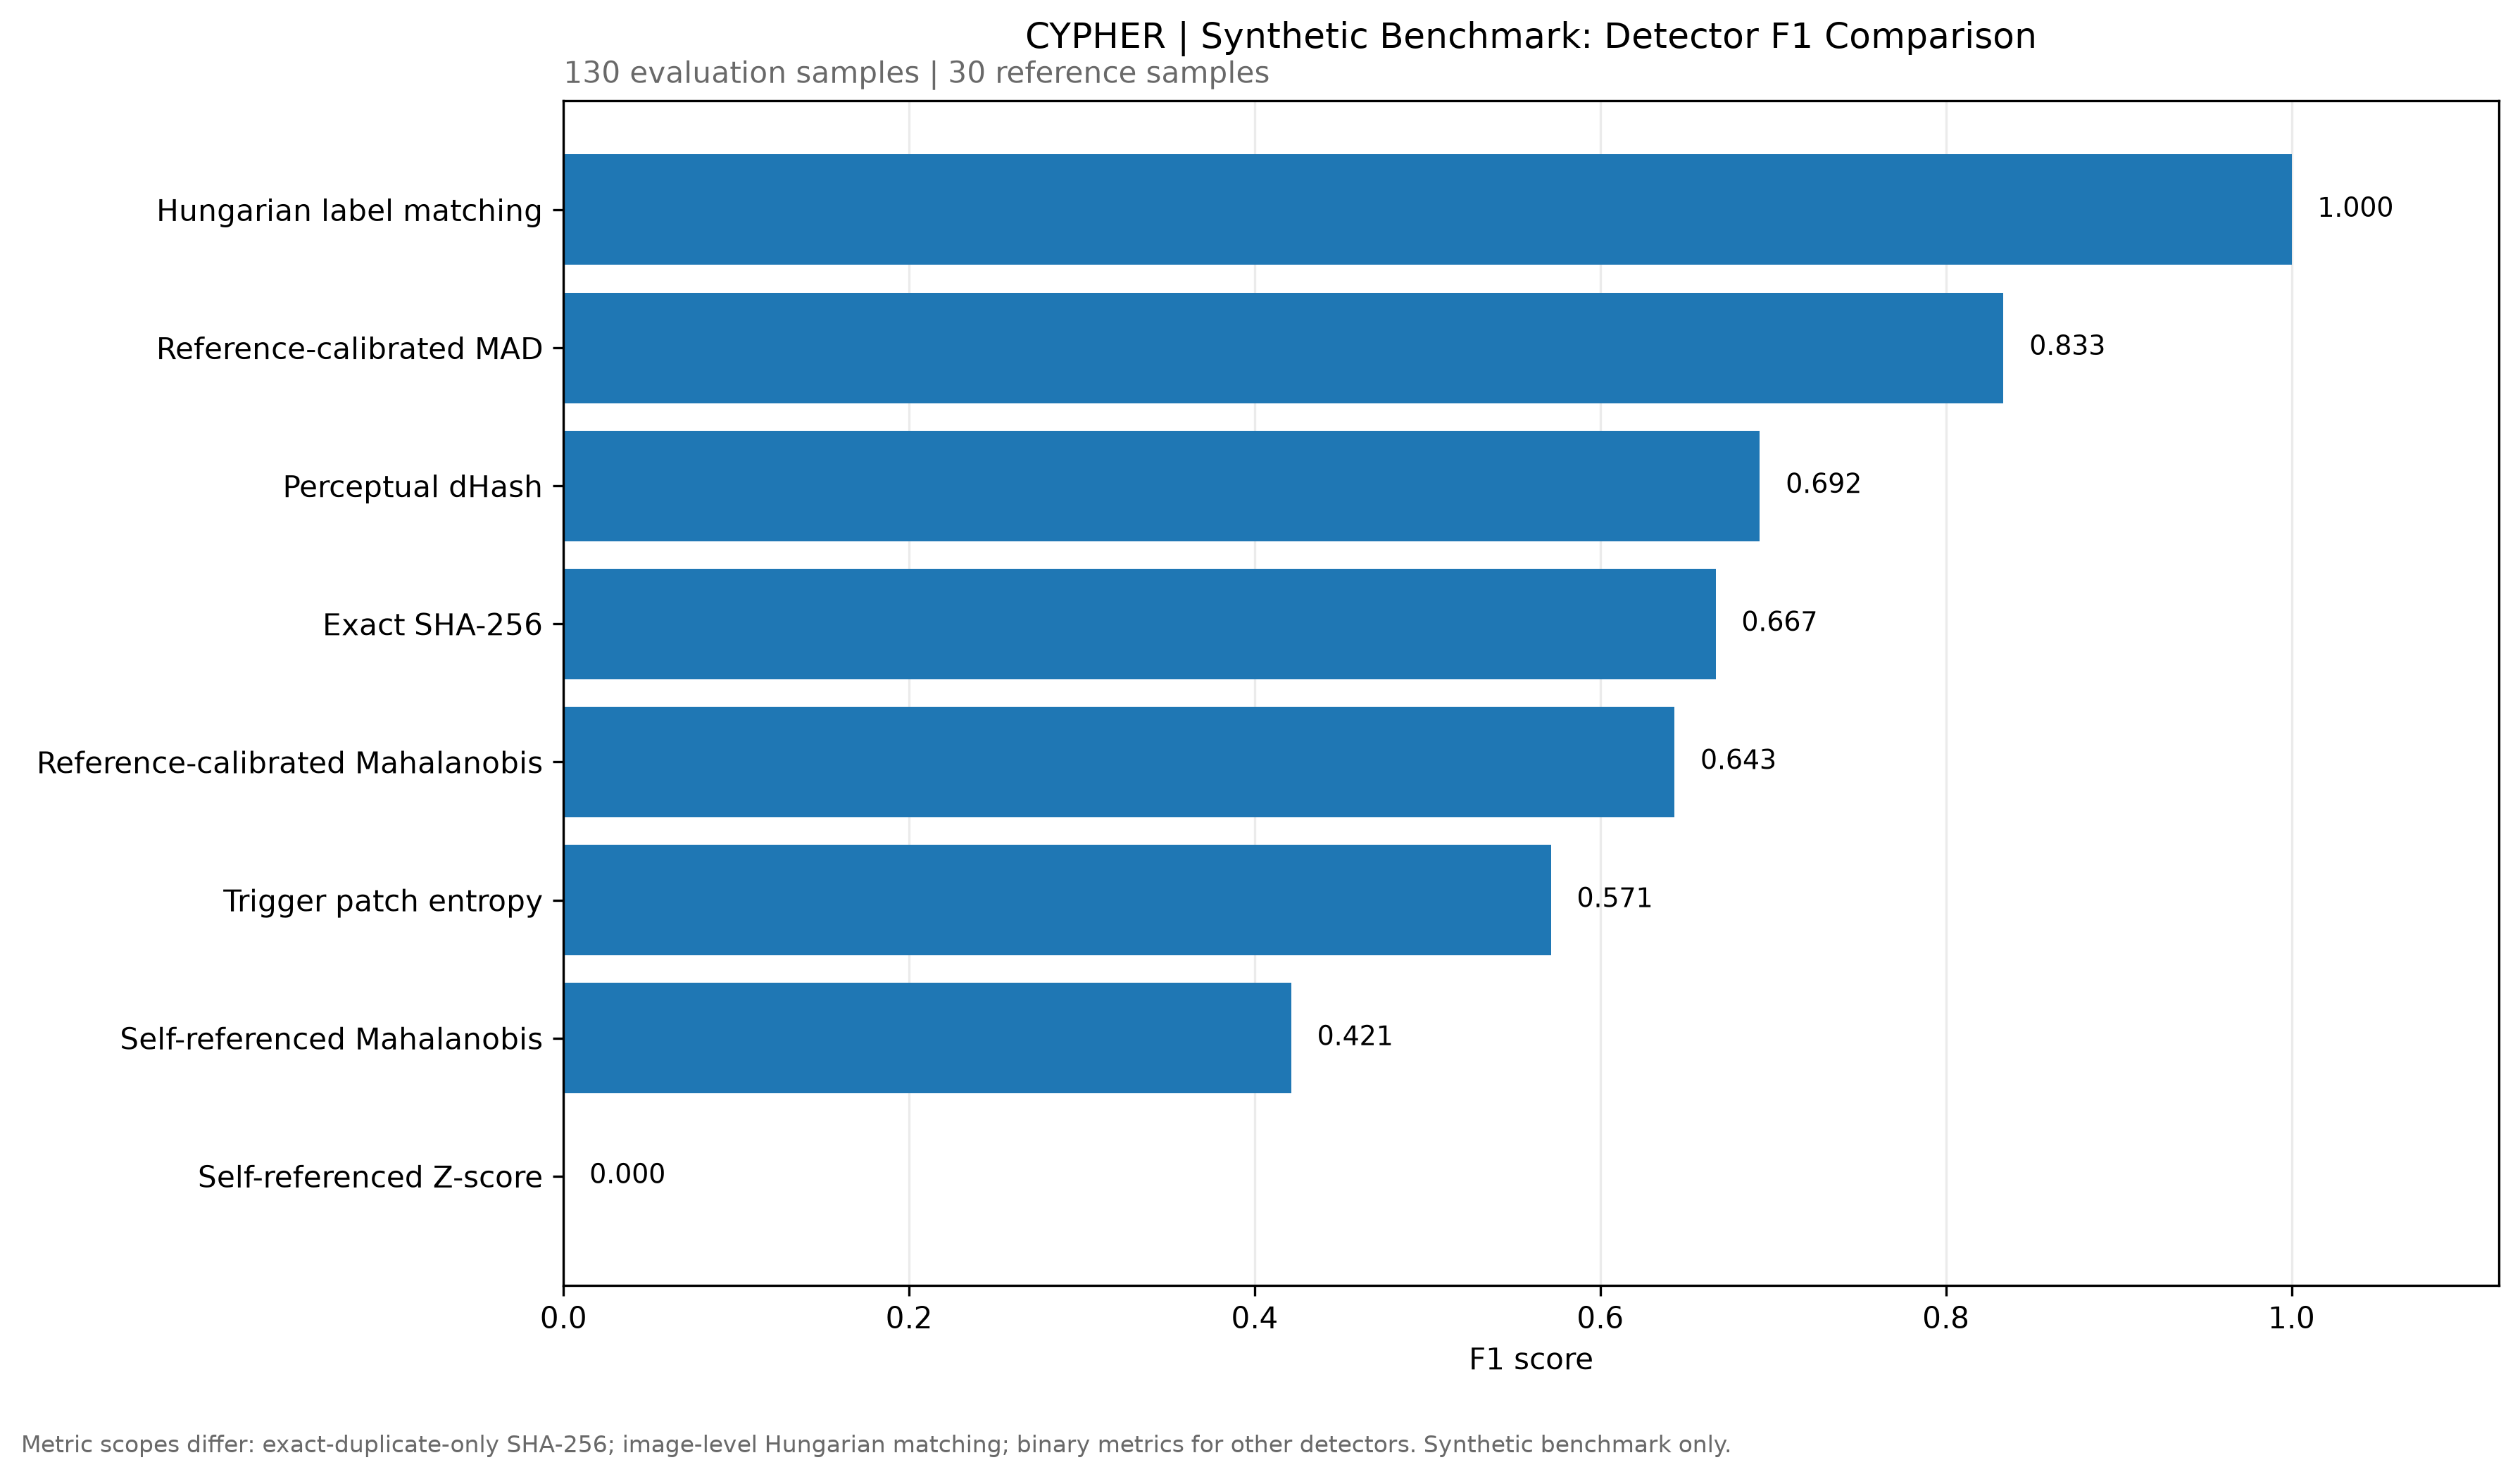 CYPHER | Synthetic Benchmark: Detector F1 Comparison
130 evaluation samples | 30 reference samples
Hungarian label matching 1.000
Reference-calibrated MAD 0.833
Perceptual dHash 0.692
Exact SHA-256 0.667
Reference-calibrated Mahalanobis 0.643
Trigger patch entropy 0.571
Self-referenced Mahalanobis 0.421
Self-referenced Z-score 0.000
0.0 0.2 0.4 0.6 0.8 1.0
F1 score
Metric scopes differ: exact-duplicate-only SHA-256; image-level Hungarian matching; binary metrics for other detectors. Synthetic benchmark only.